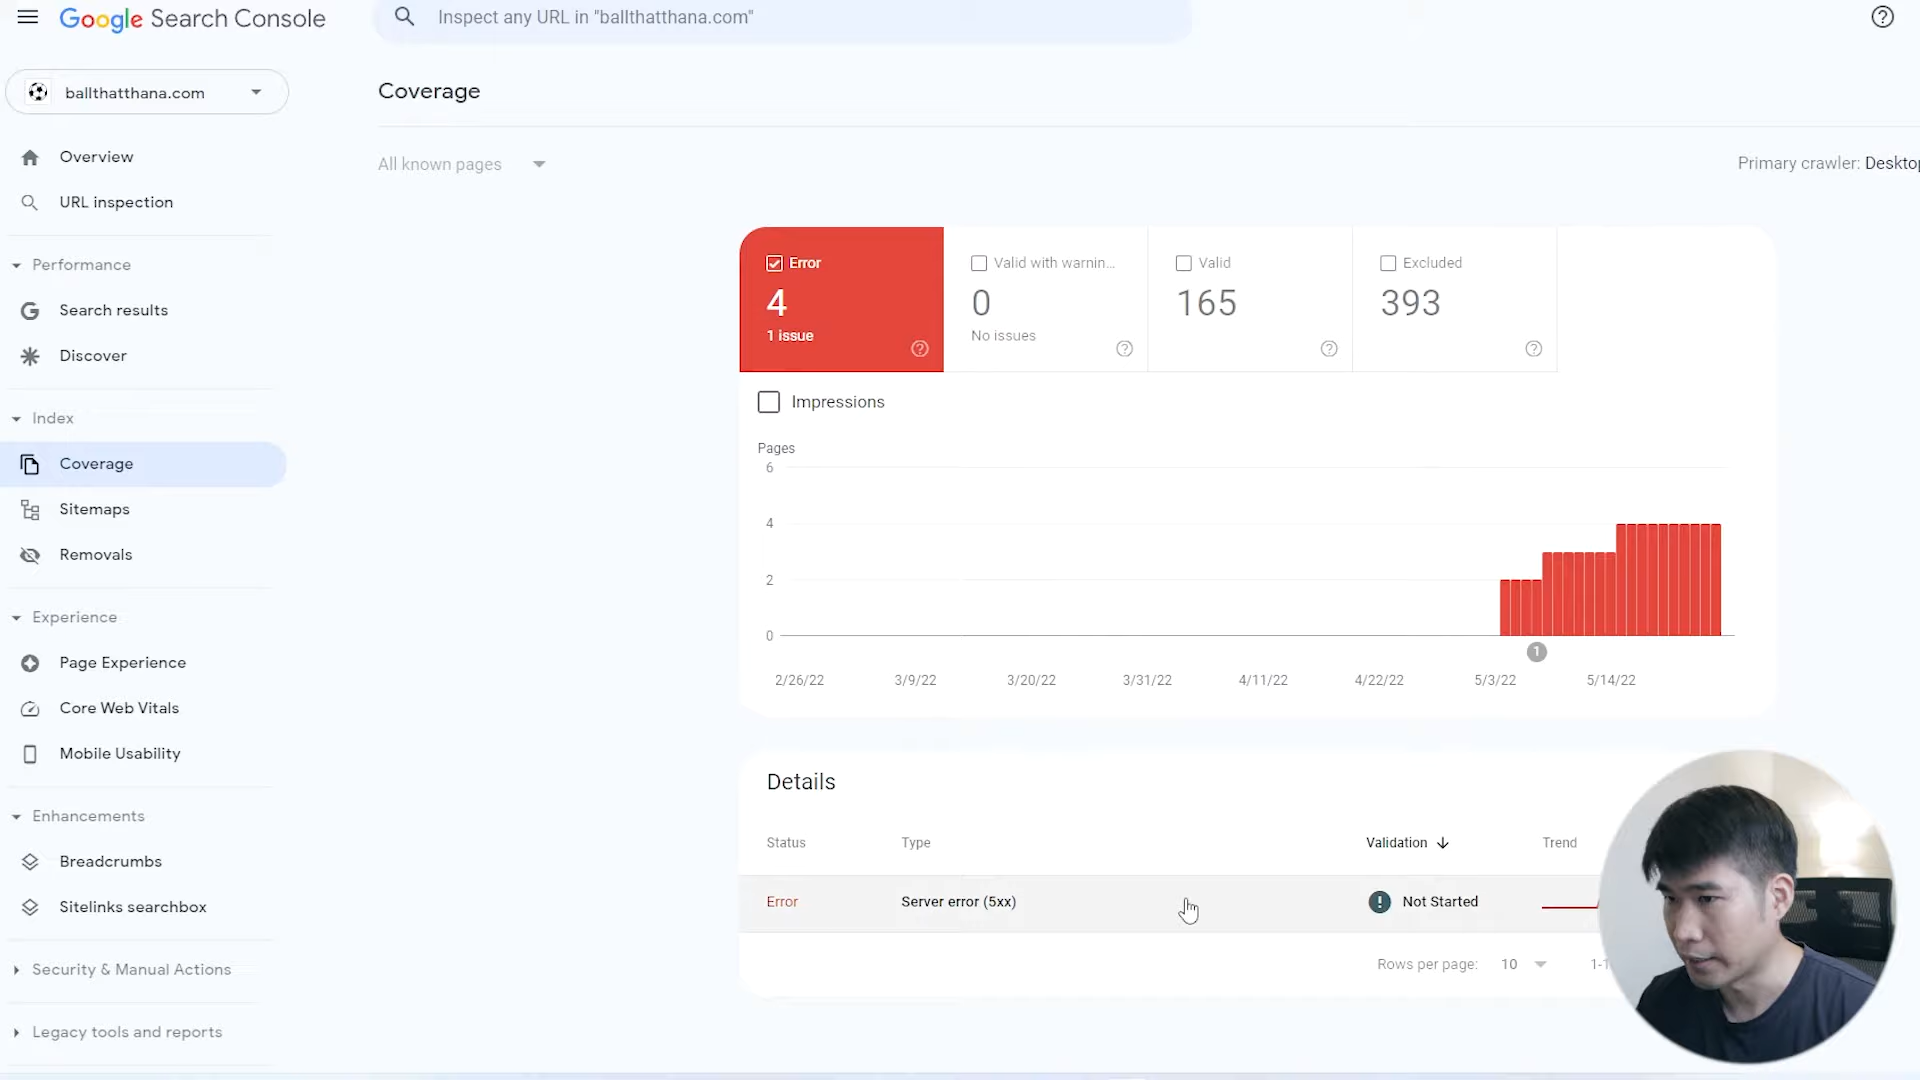 Google Search Console
Inspect any URL in "ballthatthana.com"
ballthatthana.com
Coverage
Overview
All known pages
Primary crawler: Desktop
URL inspection
Performance
Search results
Discover
Index
Coverage
Sitemaps
Removals
Experience
Page Experience
Core Web Vitals
Mobile Usability
Enhancements
Breadcrumbs
Sitelinks searchbox
Security & Manual Actions
Legacy tools and reports
Error
4
1 issue
Valid with warnin...
0
No issues
Valid
165
Excluded
393
Impressions
Pages
6
4
2
0
1
2/26/22 3/9/22 3/20/22 3/31/22 4/11/22 4/22/22 5/3/22 5/14/22
Details
Status Type Validation Trend
Error Server error (5xx) Not Started
Rows per page: 10 1-1